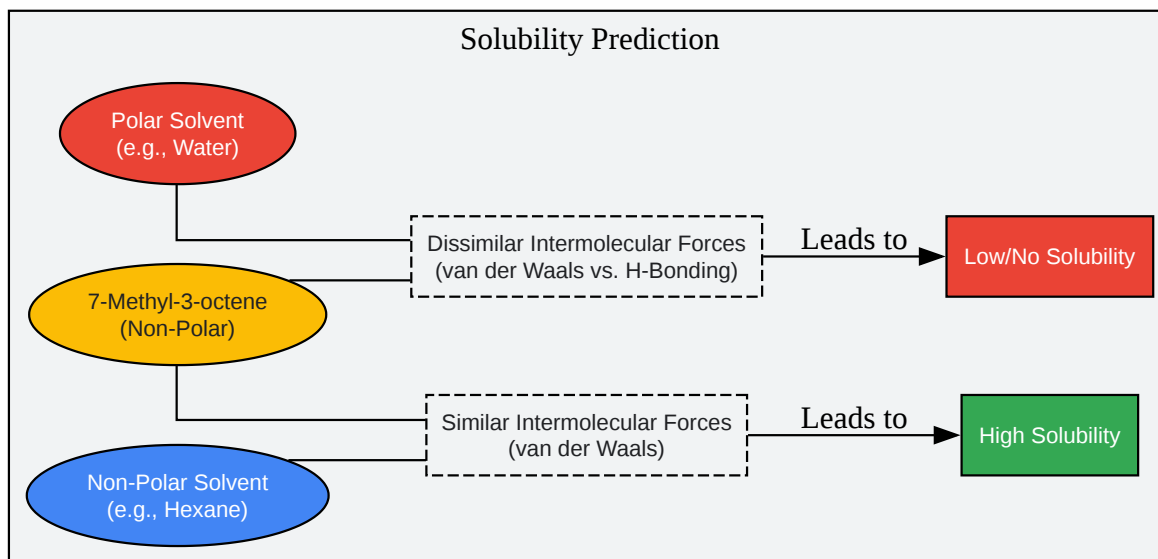 Solubility Prediction
Polar Solvent
(e.g., Water)
Dissimilar Intermolecular Forces
(van der Waals vs. H-Bonding)
Leads to
Low/No Solubility
7-Methyl-3-octene
(Non-Polar)
Similar Intermolecular Forces
(van der Waals)
Leads to
High Solubility
Non-Polar Solvent
(e.g., Hexane)